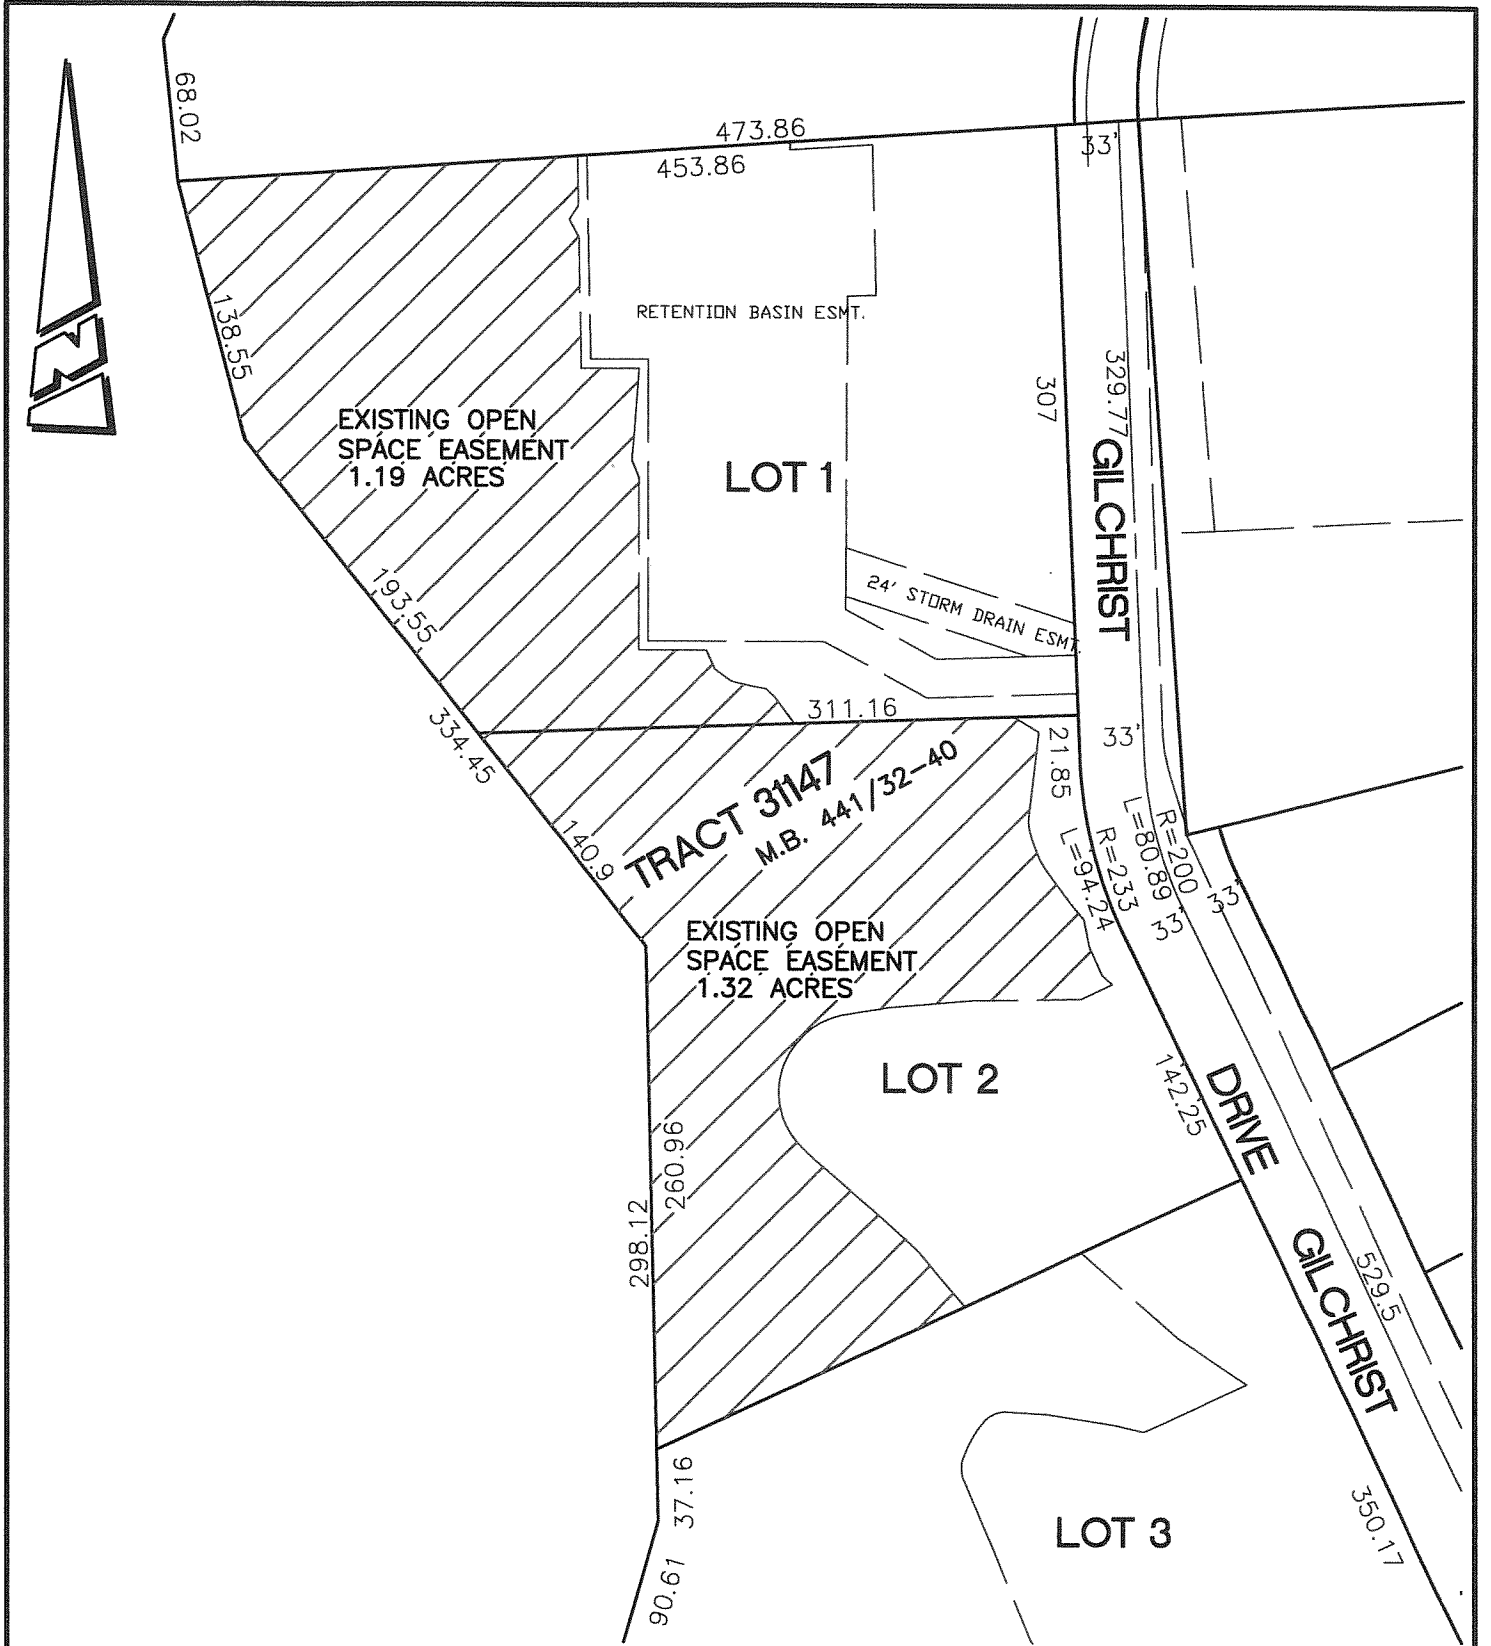 68.02
473.86
453.86
33'
138.55
RETENTION BASIN ESMT.
307
329.77
EXISTING OPEN
SPACE EASEMENT
1.19 ACRES
LOT 1
GILCHRIST
193.55
24' STORM DRAIN ESMT.
334.45
311.16
21.85
33'
140.9
TRACT 31147
M.B. 441/32-40
L=94.24
R=233
L=80.89
R=200
33'
33'
EXISTING OPEN
SPACE EASEMENT
1.32 ACRES
LOT 2
142.25
DRIVE
260.96
298.12
GILCHRIST
529.5
37.16
90.61
LOT 3
350.17
N